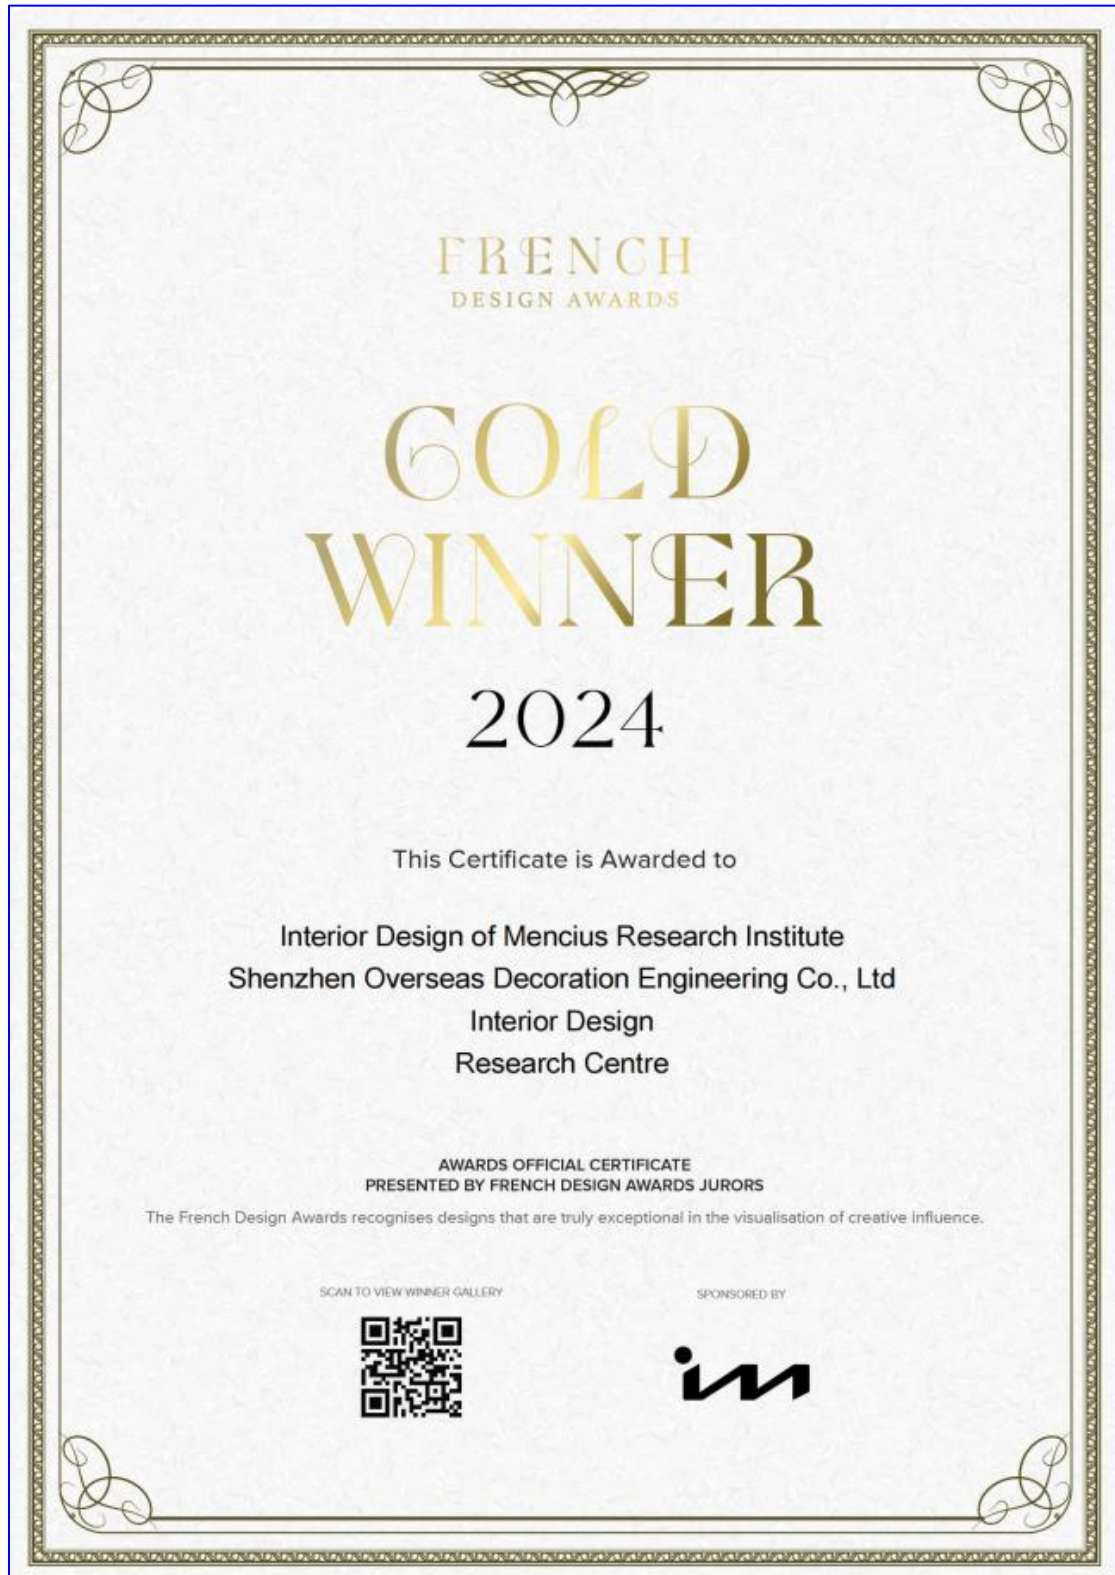 FRENCH
DESIGN AWARDS
GOLD
WINNER
2024
This Certificate is Awarded to
Interior Design of Mencius Research Institute
Shenzhen Overseas Decoration Engineering Co., Ltd
Interior Design
Research Centre
AWARDS OFFICIAL CERTIFICATE
PRESENTED BY FRENCH DESIGN AWARDS JURORS
The French Design Awards recognises designs that are truly exceptional in the visualisation of creative influence.
SCAN TO VIEW WINNER GALLERY
SPONSORED BY
im